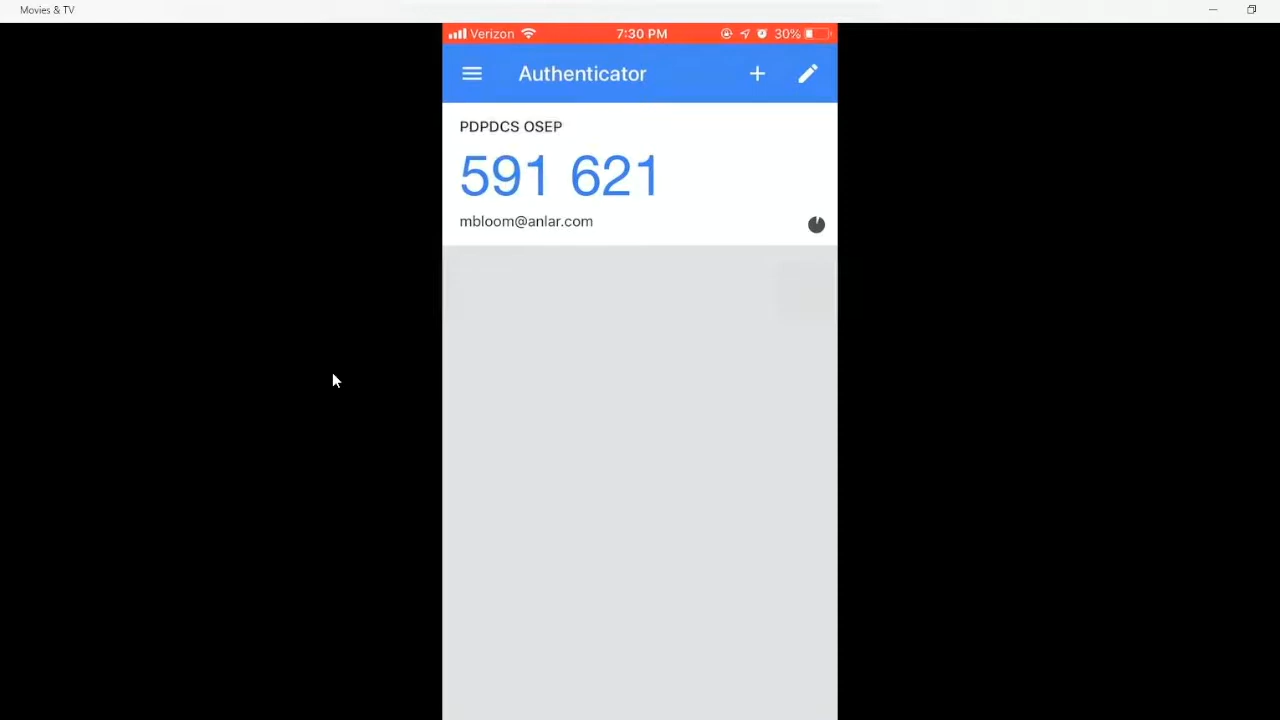 Movies & TV
Verizon 7:30 PM 30%
Authenticator
PDPDCS OSEP
591 621
mbloom@anlar.com